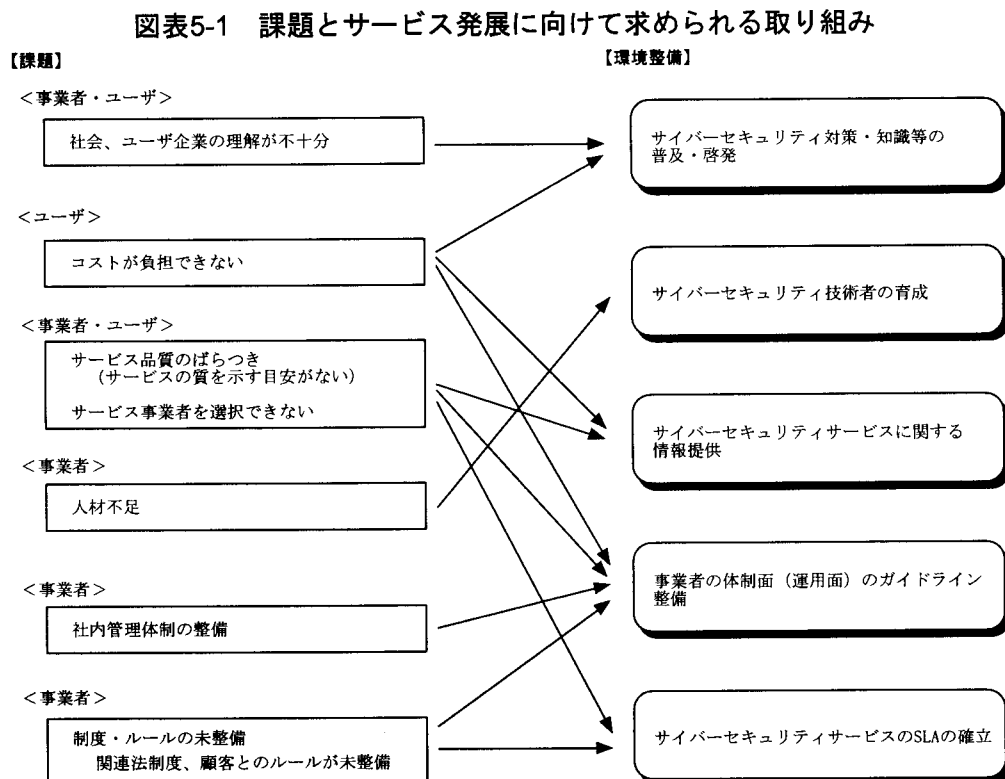 図表5-1　課題とサービス発展に向けて求められる取り組み
【課題】
【環境整備】
＜事業者・ユーザ＞
社会、ユーザ企業の理解が不十分
サイバーセキュリティ対策・知識等の
普及・啓発
＜ユーザ＞
コストが負担できない
サイバーセキュリティ技術者の育成
＜事業者・ユーザ＞
サービス品質のばらつき
（サービスの質を示す目安がない）
サービス事業者を選択できない
サイバーセキュリティサービスに関する
情報提供
＜事業者＞
人材不足
＜事業者＞
社内管理体制の整備
事業者の体制面（運用面）のガイドライン
整備
＜事業者＞
制度・ルールの未整備
関連法制度、顧客とのルールが未整備
サイバーセキュリティサービスのSLAの確立